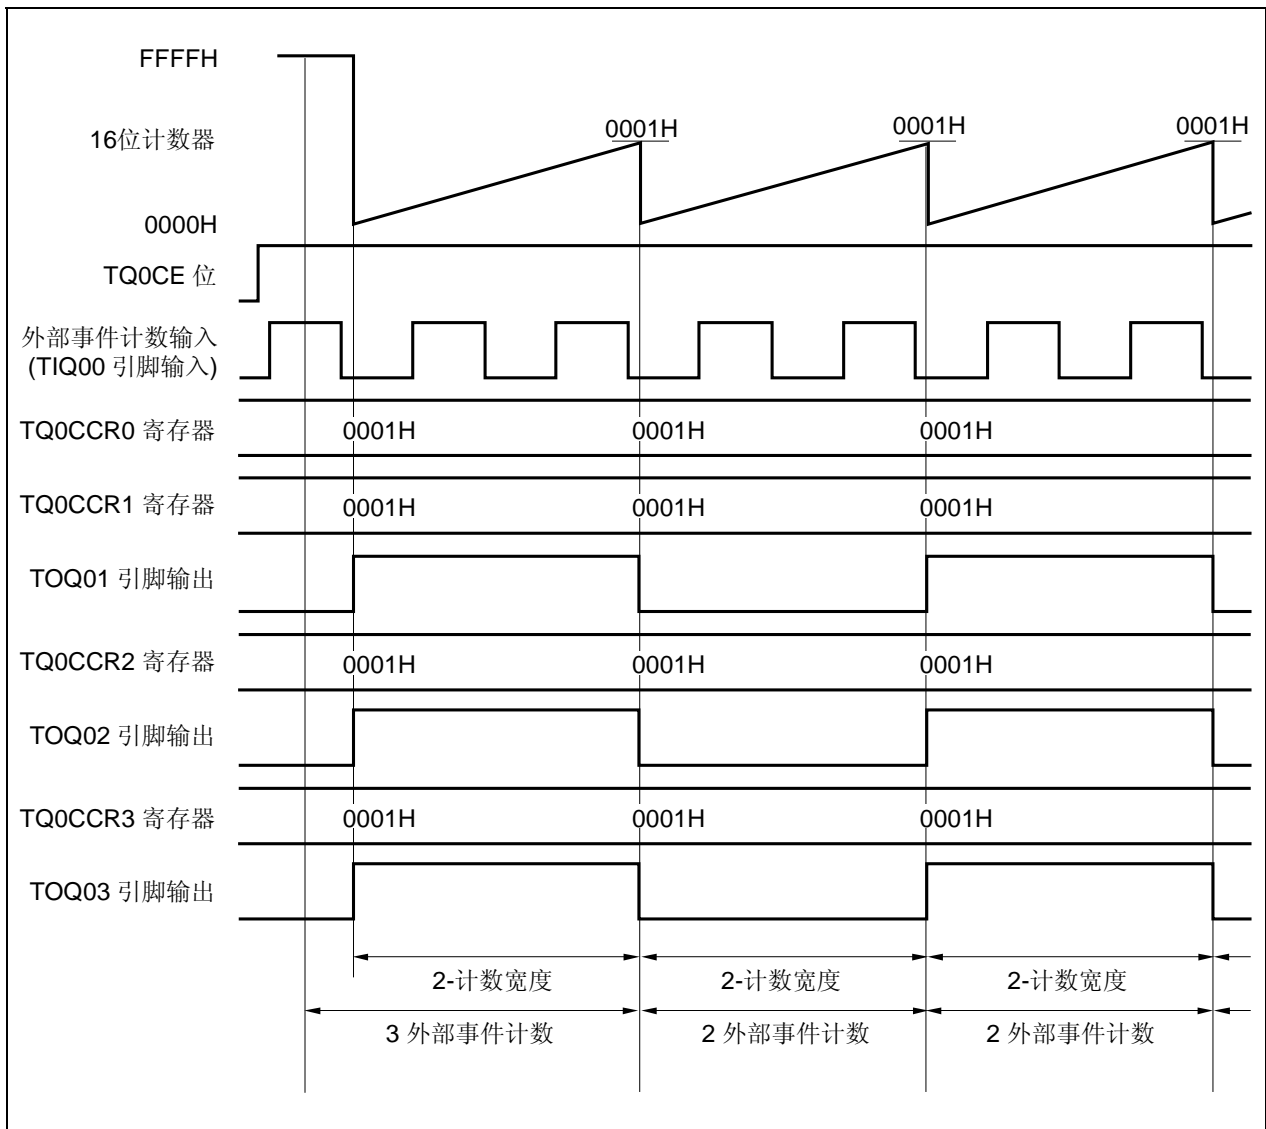 FFFFH
16位计数器
0001H 0001H 0001H
0000H
TQ0CE 位
外部事件计数输入
(TIQ00 引脚输入)
TQ0CCR0 寄存器 0001H 0001H 0001H
TQ0CCR1 寄存器 0001H 0001H 0001H
TOQ01 引脚输出
TQ0CCR2 寄存器 0001H 0001H 0001H
TOQ02 引脚输出
TQ0CCR3 寄存器 0001H 0001H 0001H
TOQ03 引脚输出
2-计数宽度 2-计数宽度 2-计数宽度
3 外部事件计数 2 外部事件计数 2 外部事件计数